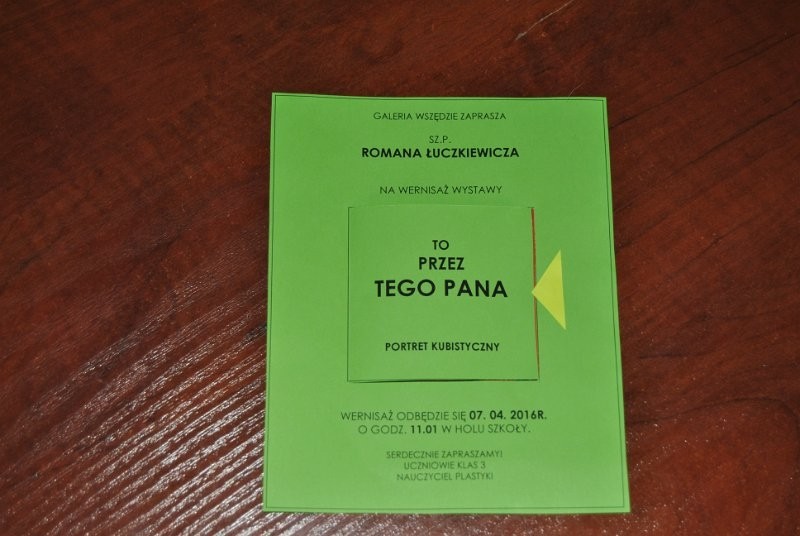 GALERIA WSZĘDZIE ZAPRASZA
SZ.P.
ROMANA ŁUCZKIEWICZA
NA WERNISAŻ WYSTAWY
TO
PRZEZ
TEGO PANA
PORTRET KUBISTYCZNY
WERNISAŻ ODBĘDZIE SIĘ 07. 04. 2016R.
O GODZ. 11.01 W HOLU SZKOŁY.
SERDECZNIE ZAPRASZAMY!
UCZNIOWIE KLAS 3
NAUCZYCIEL PLASTYKI